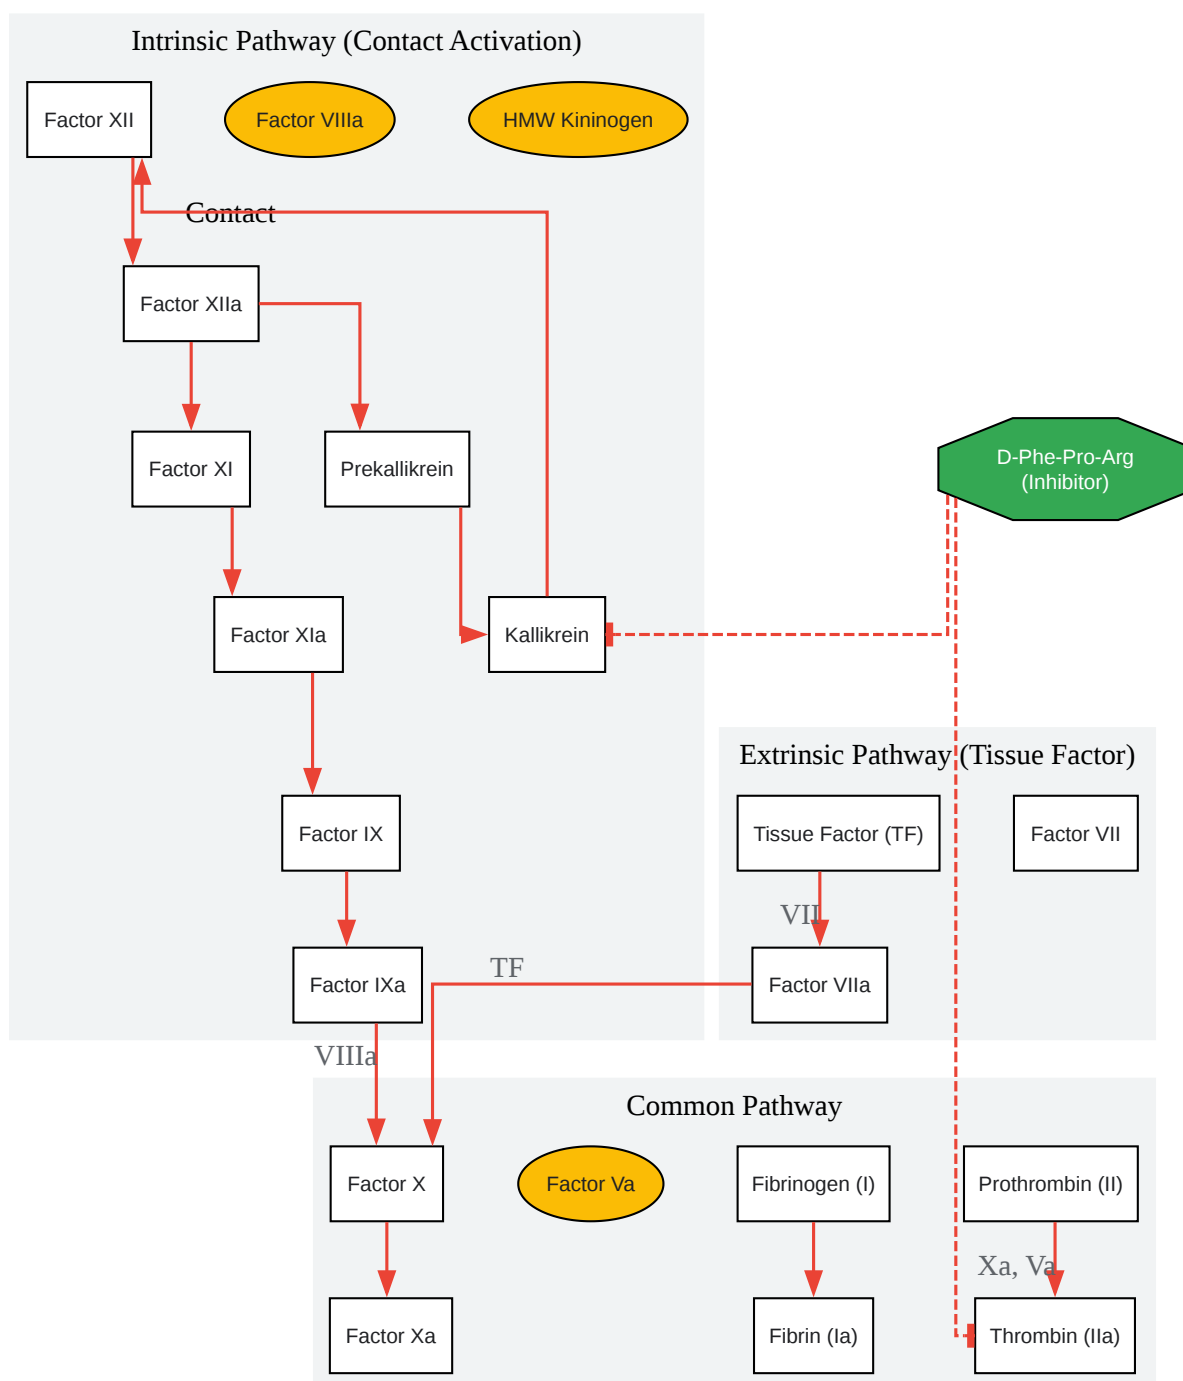 Intrinsic Pathway (Contact Activation)
Factor XII
Factor VIIIa
HMW Kininogen
Contact
Factor XIIa
Factor XI
Prekallikrein
D-Phe-Pro-Arg
(Inhibitor)
Factor XIa
Kallikrein
Extrinsic Pathway (Tissue Factor)
Factor IX
Tissue Factor (TF)
Factor VII
VII
Factor IXa
TF
Factor VIIa
VIIIa
Common Pathway
Factor X
Factor Va
Fibrinogen (I)
Prothrombin (II)
Xa, Va
Factor Xa
Fibrin (Ia)
Thrombin (IIa)